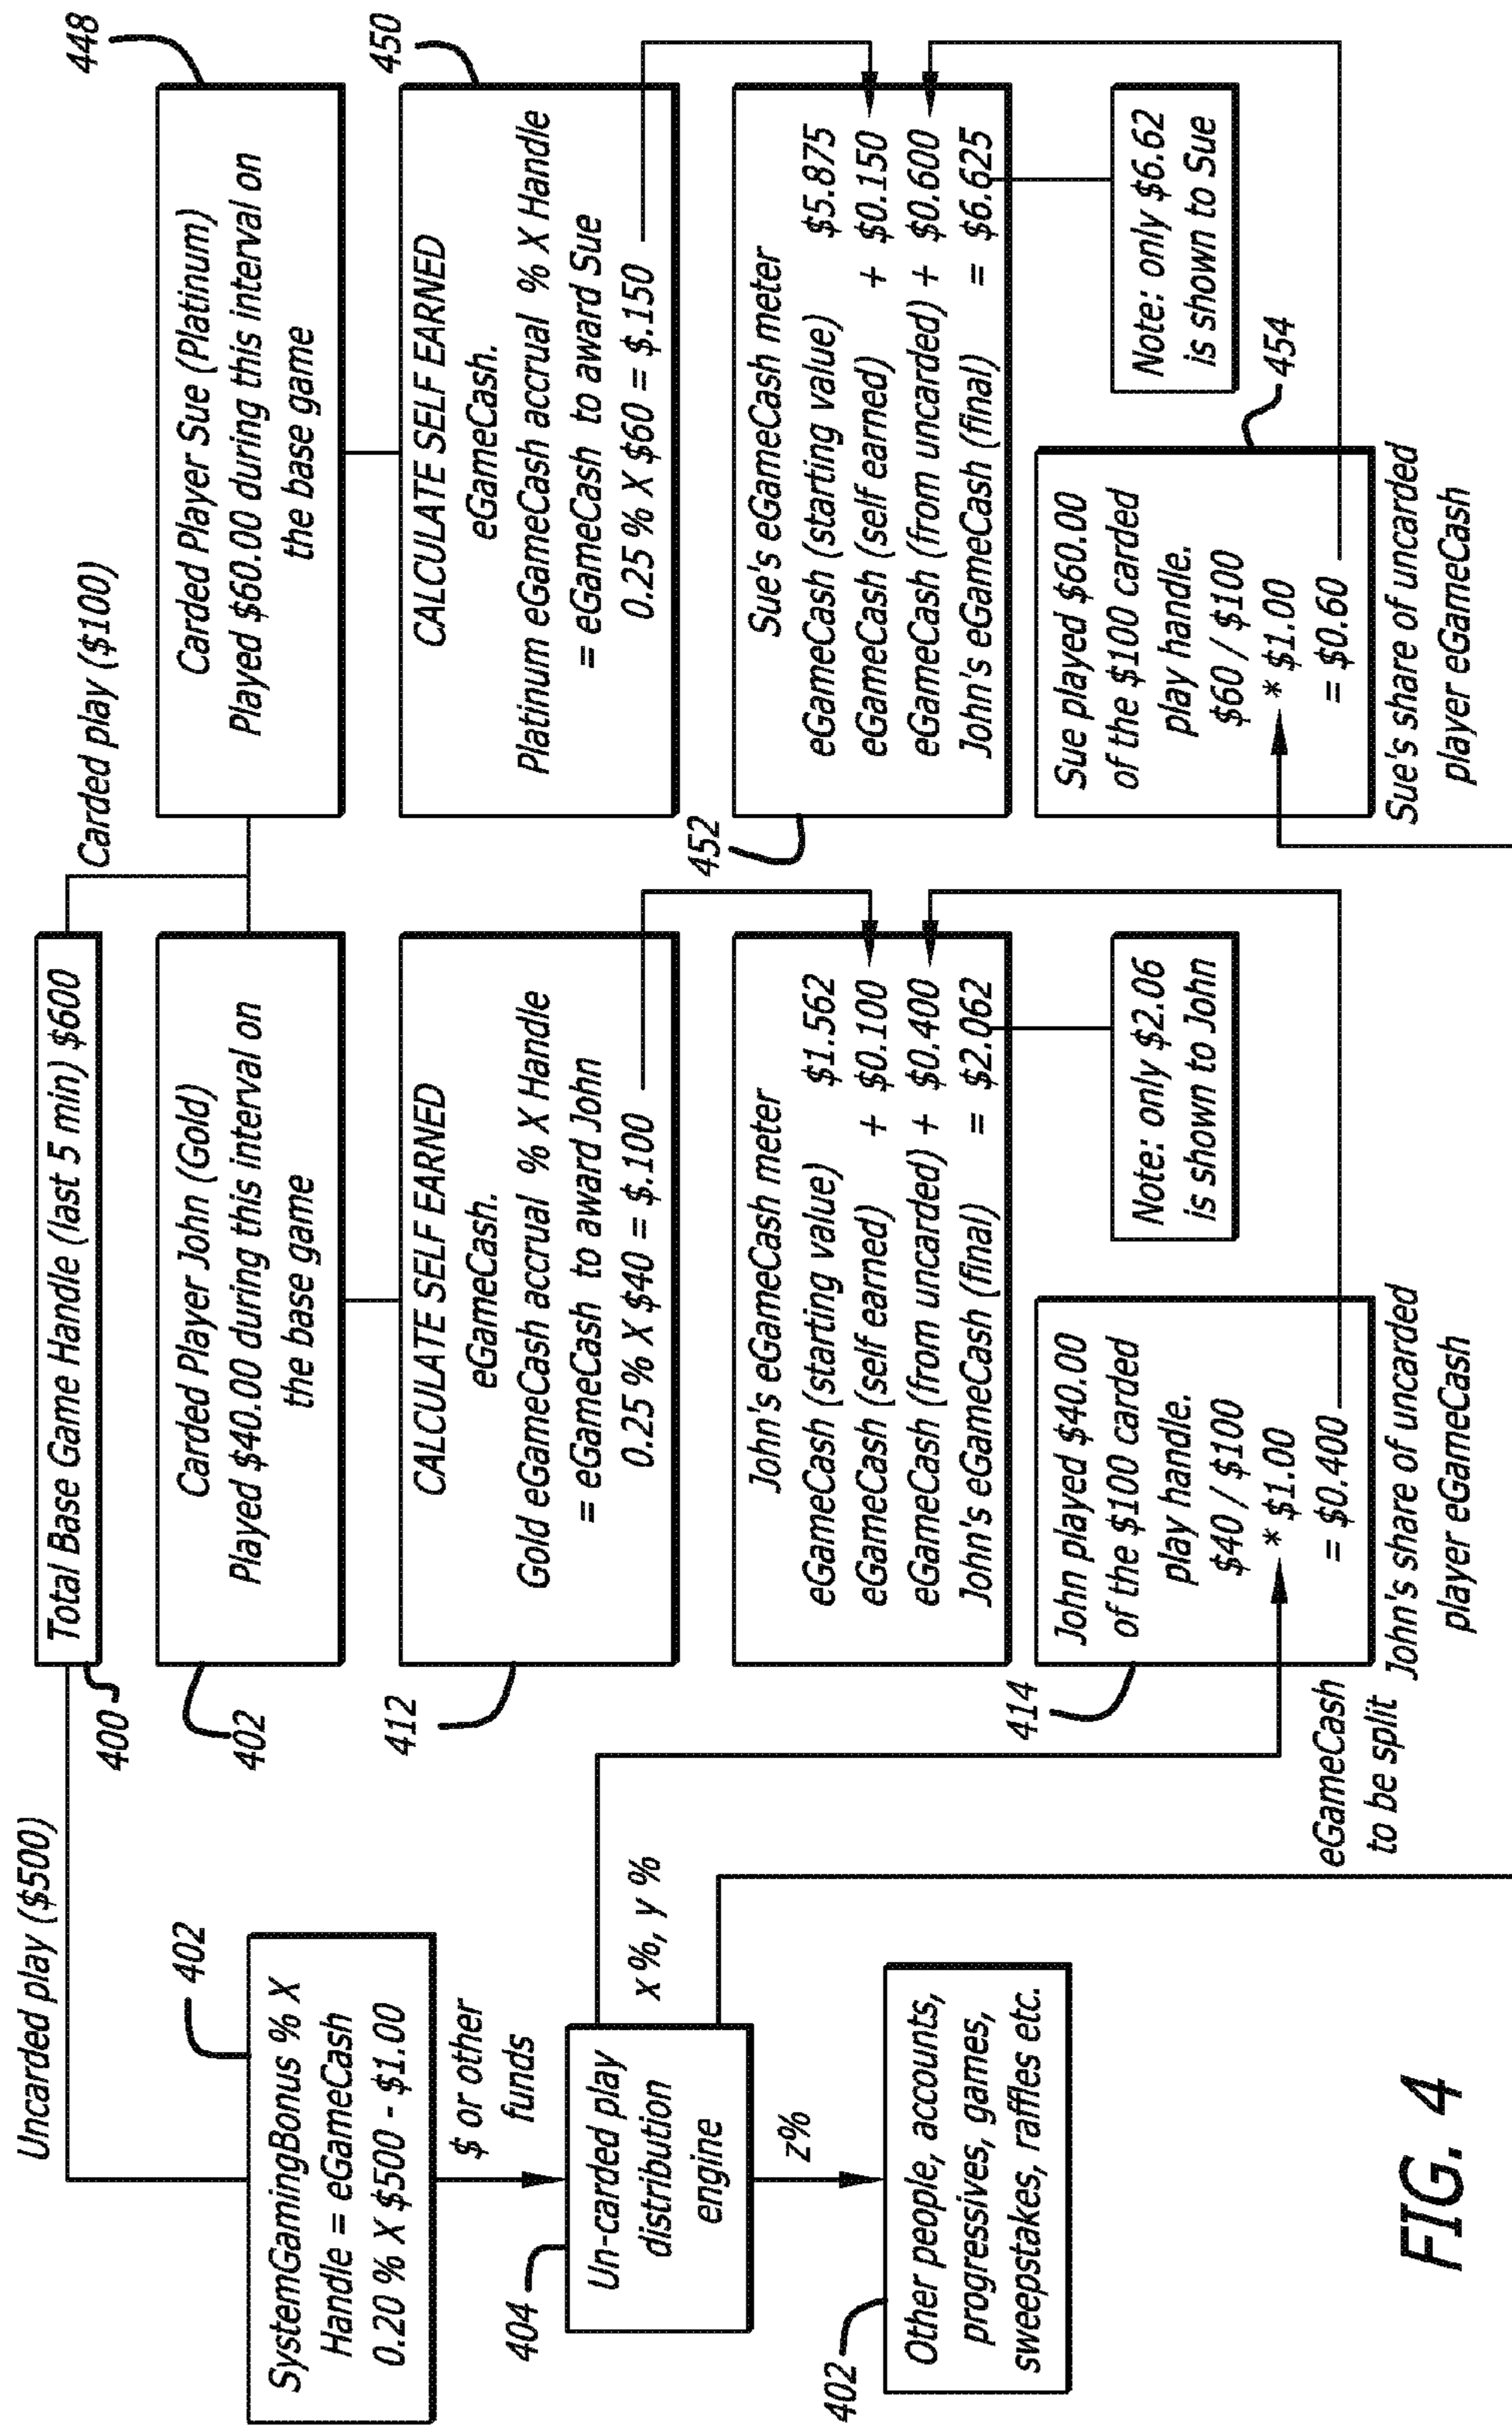 Uncarded play ($500)
Total Base Game Handle (last 5 min) $600
400
Carded play ($100)
402
SystemGamingBonus % X
Handle = eGameCash
0.20 % X $500 - $1.00
$ or other
funds
404
Un-carded play
distribution
engine
x%, y %
z%
402
Other people, accounts,
progressives, games,
sweepstakes, raffles etc.
402
Carded Player John (Gold)
Played $40.00 during this interval on
the base game
412
CALCULATE SELF EARNED
eGameCash.
Gold eGameCash accrual % X Handle
= eGameCash to award John
0.25 % X $40 = $.100
John's eGameCash meter
eGameCash (starting value) $1.562
eGameCash (self earned) + $0.100
eGameCash (from uncarded) + $0.400
John's eGameCash (final) = $2.062
Note: only $2.06
is shown to John
414
John played $40.00
of the $100 carded
play handle.
$40 / $100
* $1.00
= $0.400
eGameCash
to be split
John's share of uncarded
player eGameCash
448
Carded Player Sue (Platinum)
Played $60.00 during this interval on
the base game
450
CALCULATE SELF EARNED
eGameCash.
Platinum eGameCash accrual % X Handle
= eGameCash to award Sue
0.25 % X $60 = $.150
452
Sue's eGameCash meter
eGameCash (starting value) $5.875
eGameCash (self earned) + $0.150
eGameCash (from uncarded) + $0.600
John's eGameCash (final) = $6.625
Note: only $6.62
is shown to Sue
454
Sue played $60.00
of the $100 carded
play handle.
$60 / $100
* $1.00
= $0.60
Sue's share of uncarded
player eGameCash
FIG. 4